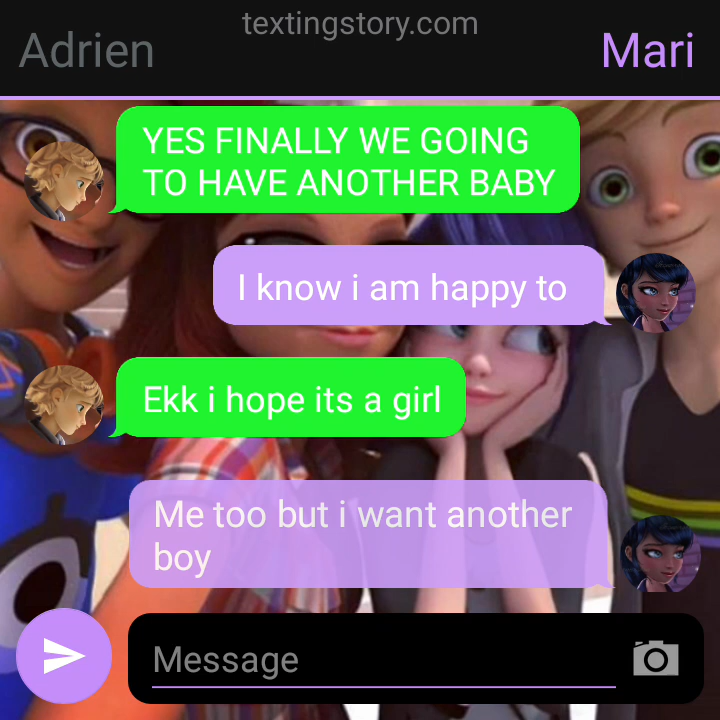 textingstory.com
Adrien
Mari
YES FINALLY WE GOING
TO HAVE ANOTHER BABY
I know i am happy to
Ekk i hope its a girl
Me too but i want another
boy
Message